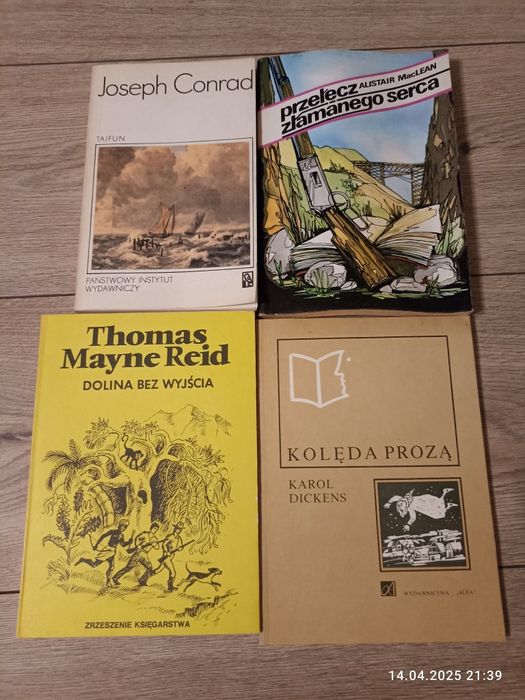 Joseph Conrad
TAJFUN
PAŃSTWOWY INSTYTUT
WYDAWNICZY
ALISTAIR MacLEAN
przełęcz
złamanego serca
Thomas
Mayne Reid
DOLINA BEZ WYJŚCIA
ZRZESZENIE KSIĘGARSTWA
KOLĘDA PROZĄ
KAROL
DICKENS
WYDAWNICTWA „ALFA”
14.04.2025 21:39